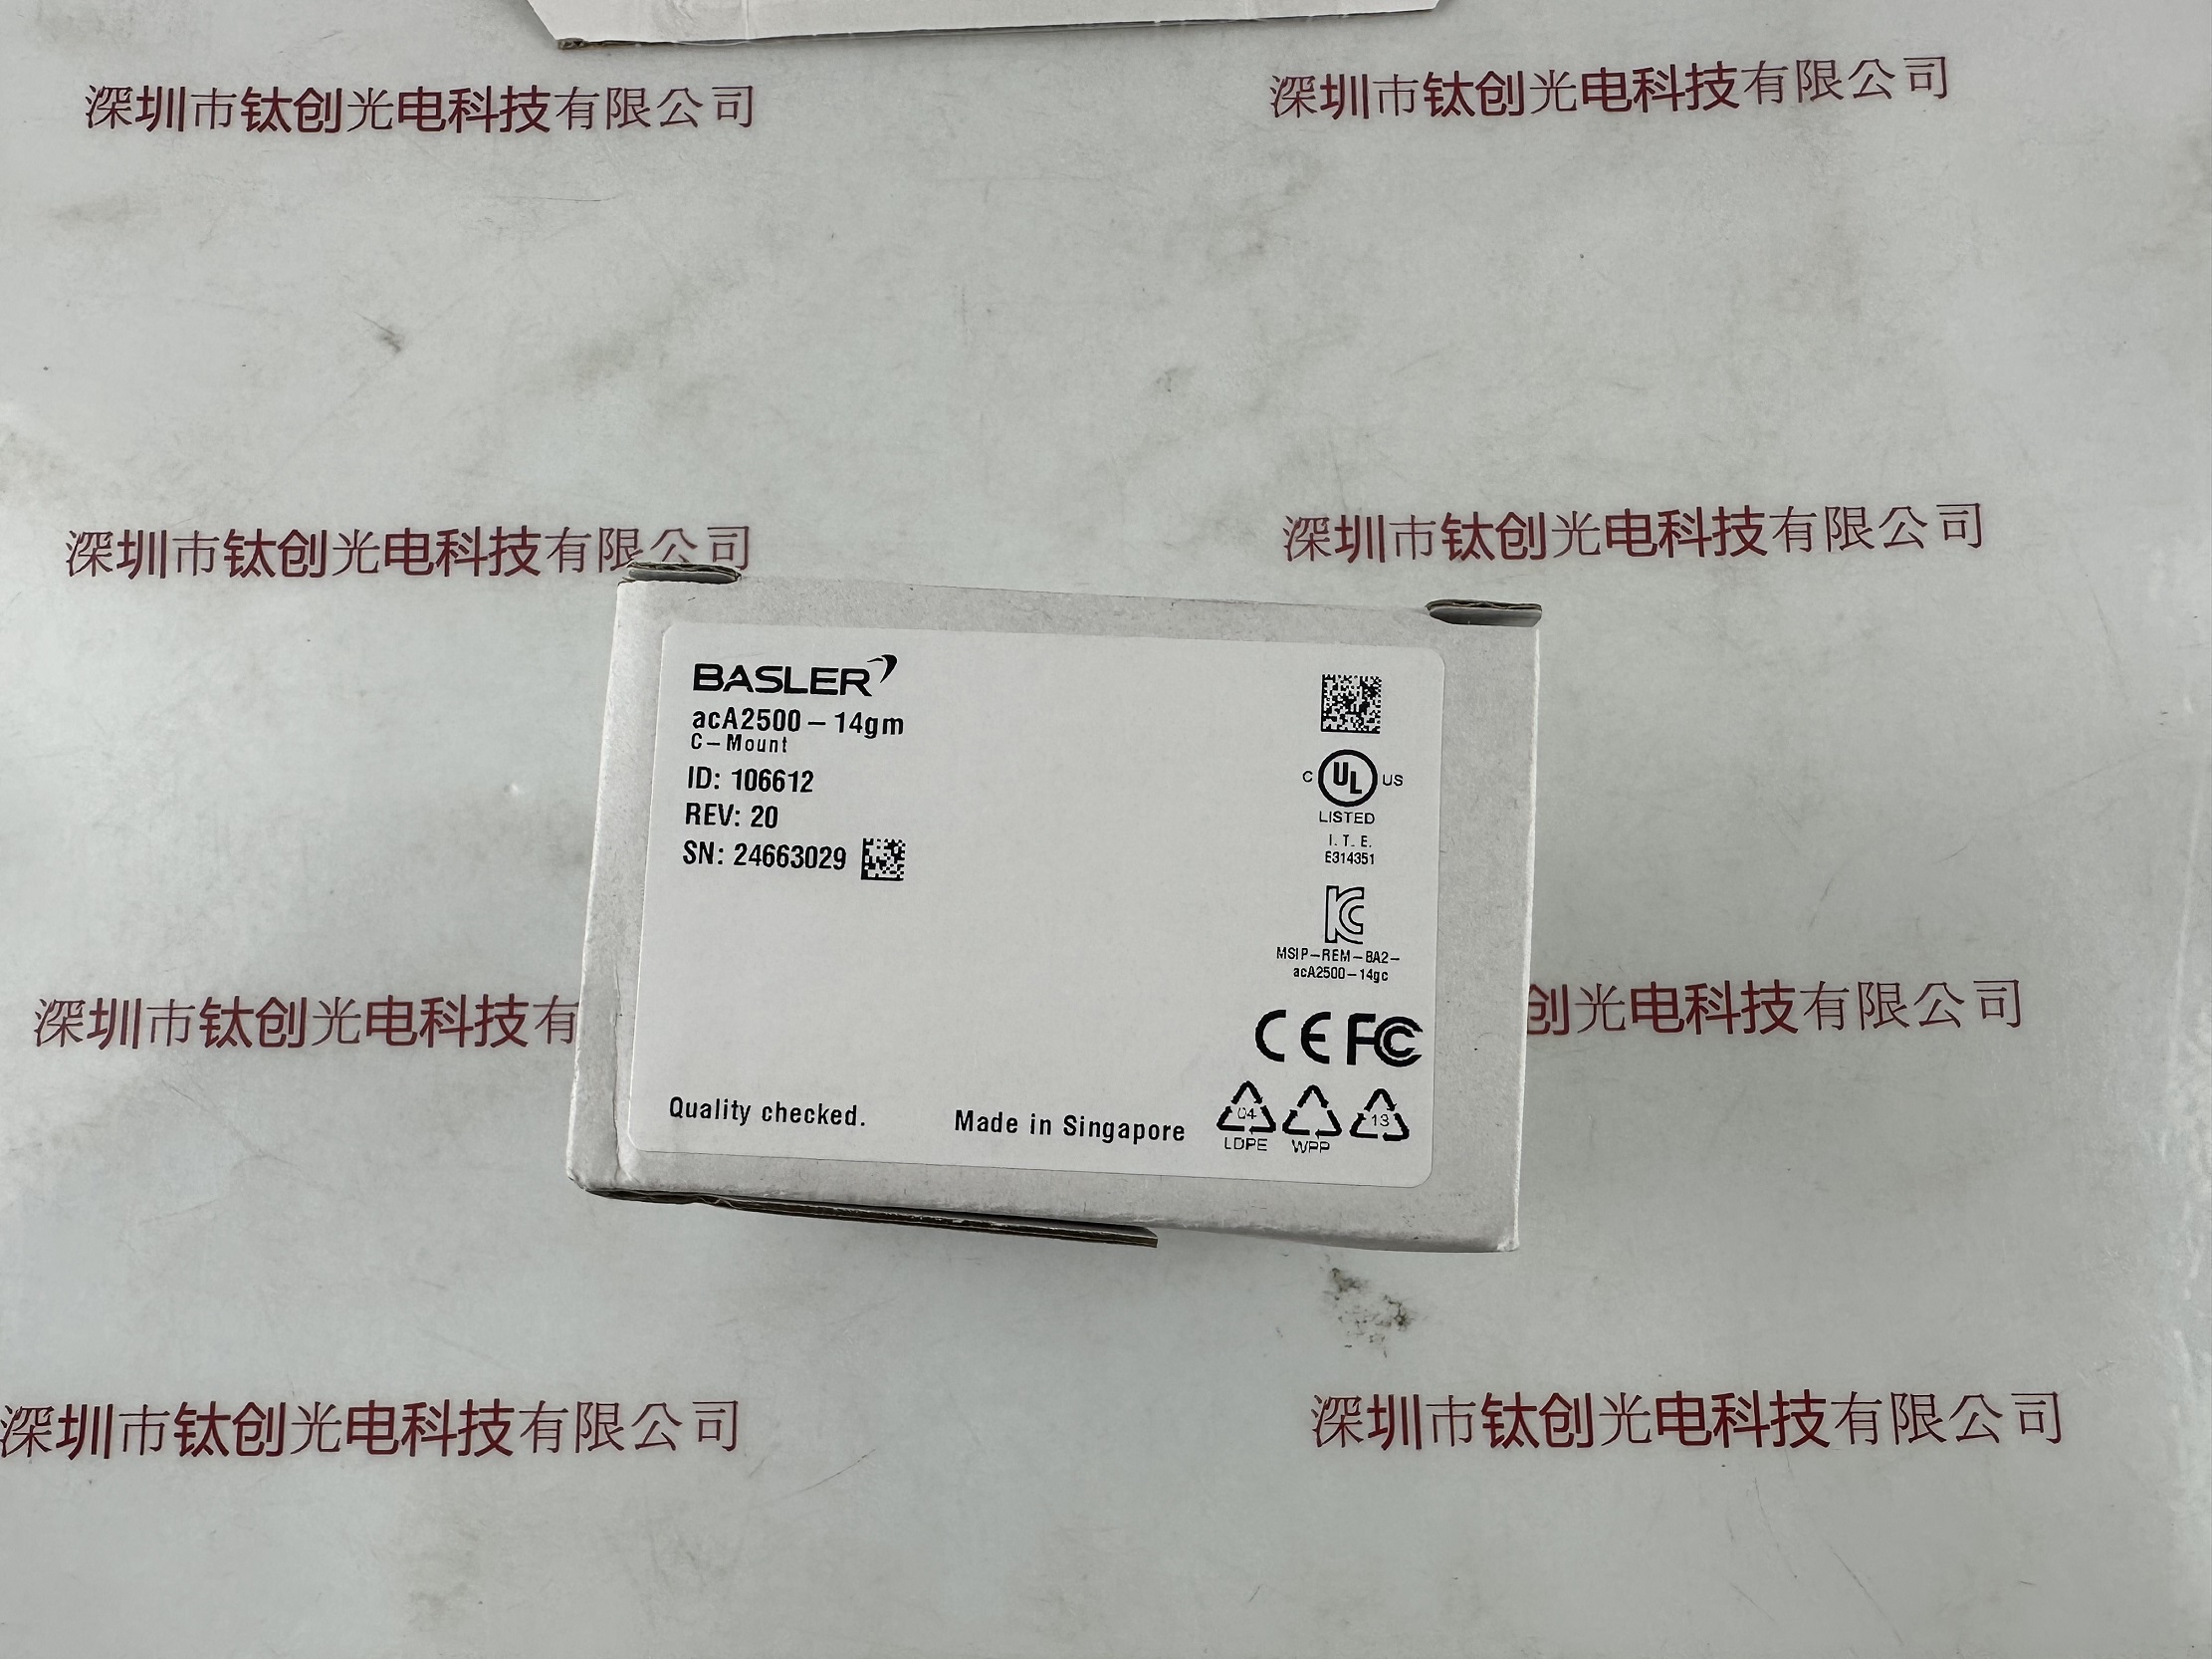 深圳市钛创光电科技有限公司
深圳市钛创光电科技有限公司
深圳市钛创光电科技有限公司
深圳市钛创光电科技有限公司
BASLER
acA2500-14gm
C-Mount
ID: 106612
REV: 20
SN: 24663029
C UL US
LISTED
I.T.E.
E314351
KC
MSIP-REM-BA2-
acA2500-14gc
CE FC
Quality checked.
Made in Singapore
04
LDPE
WPP
13
深圳市钛创光电科技有
创光电科技有限公司
深圳市钛创光电科技有限公司
深圳市钛创光电科技有限公司